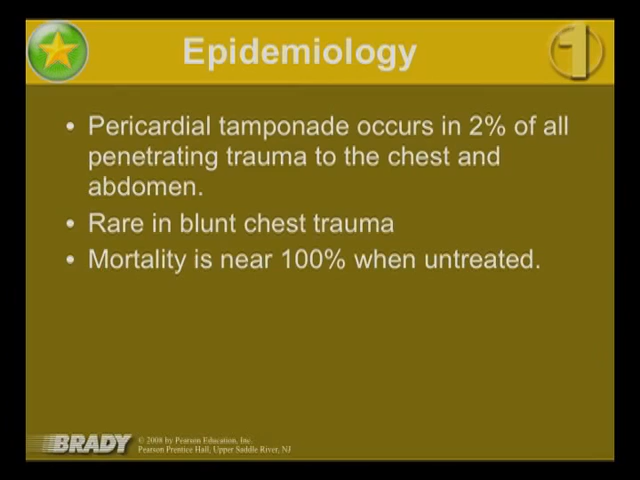 Epidemiology
1
• Pericardial tamponade occurs in 2% of all
penetrating trauma to the chest and
abdomen.
• Rare in blunt chest trauma
• Mortality is near 100% when untreated.
BRADY
© 2008 by Pearson Education, Inc.
Pearson Prentice Hall, Upper Saddle River, NJ